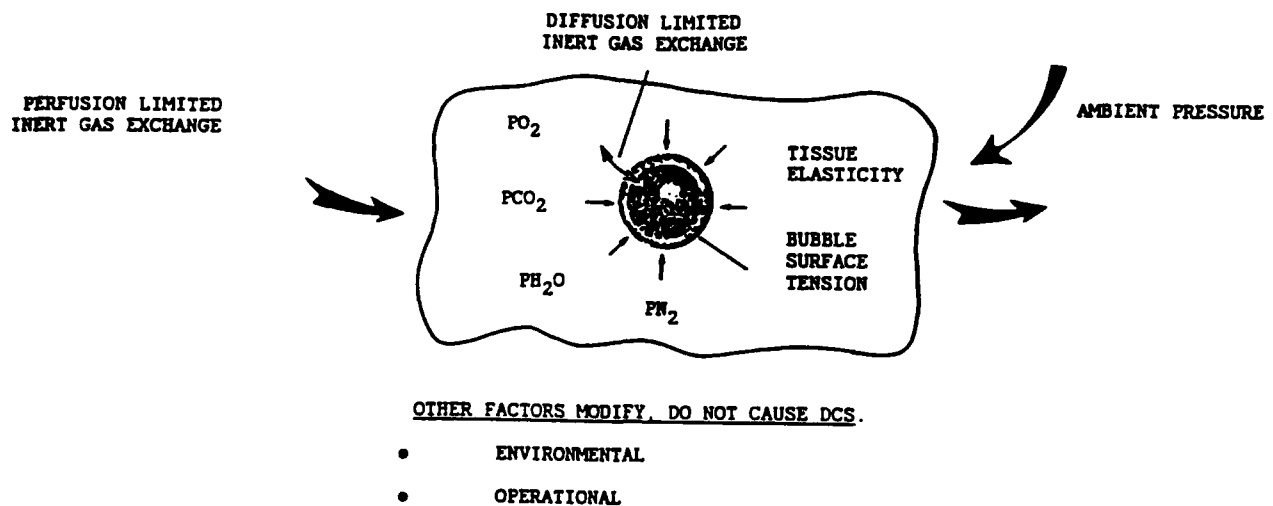 DIFFUSION LIMITED
INERT GAS EXCHANGE
PERFUSION LIMITED
INERT GAS EXCHANGE
AMBIENT PRESSURE
PO₂
TISSUE
ELASTICITY
PCO₂
BUBBLE
SURFACE
TENSION
PH₂O
PN₂
OTHER FACTORS MODIFY, DO NOT CAUSE DCS.
• ENVIRONMENTAL
• OPERATIONAL